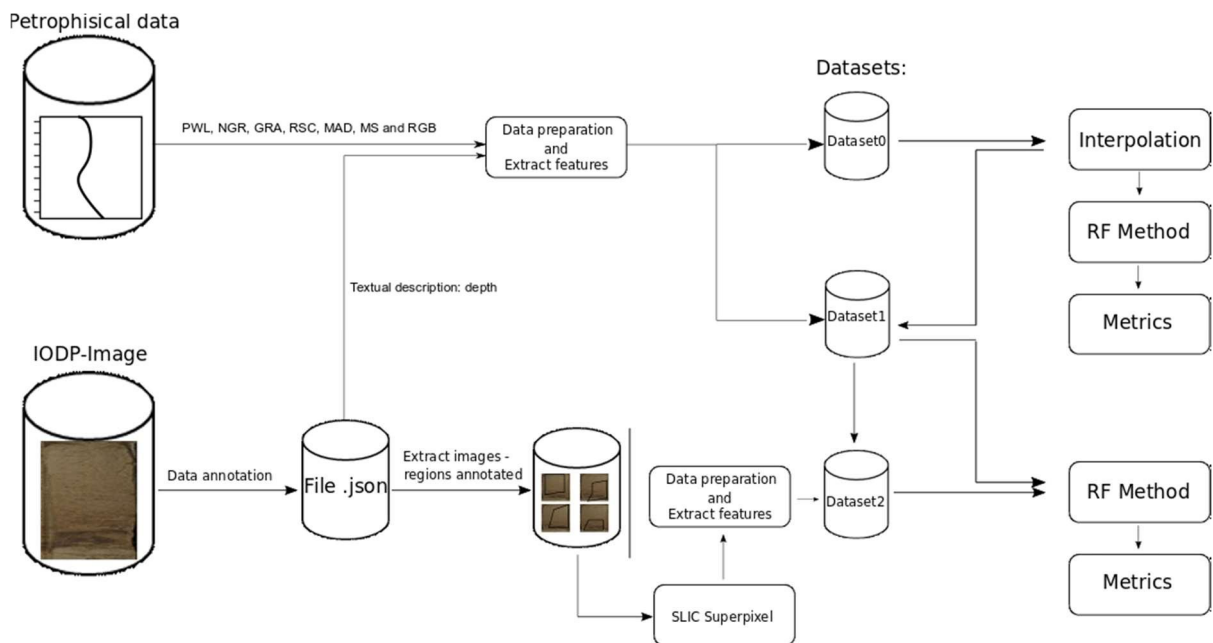 Petrophisical data
PWL, NGR, GRA, RSC, MAD, MS and RGB
Data preparation
and
Extract features
Datasets:
Dataset0
Interpolation
RF Method
Metrics
Textual description: depth
Dataset1
IODP-Image
Data annotation
File .json
Extract images -
regions annotated
Data preparation
and
Extract features
Dataset2
RF Method
Metrics
SLIC Superpixel